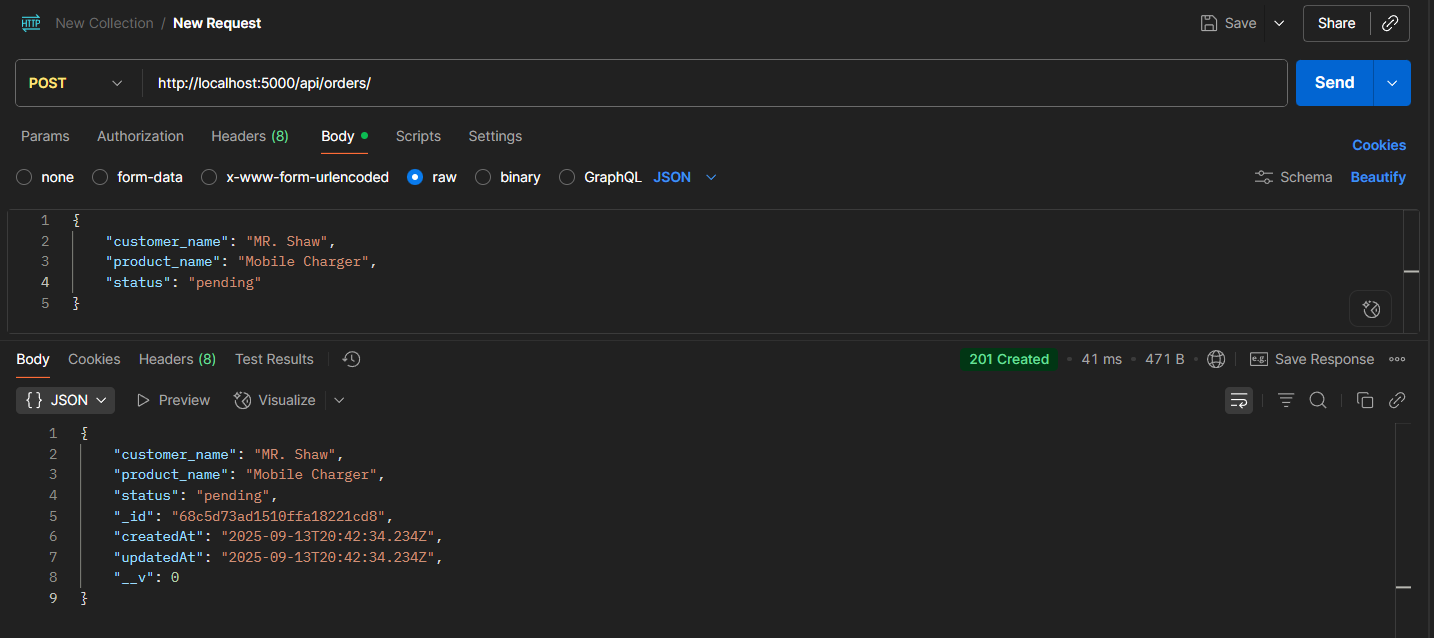 HTTP New Collection / New Request Save Share
POST http://localhost:5000/api/orders/ Send
Params Authorization Headers (8) Body Scripts Settings Cookies
none form-data x-www-form-urlencoded raw binary GraphQL JSON Schema Beautify
1 {
2 "customer_name": "MR. Shaw",
3 "product_name": "Mobile Charger",
4 "status": "pending"
5 }
Body Cookies Headers (8) Test Results 201 Created • 41 ms • 471 B • e.g. Save Response
{} JSON Preview Visualize
1 {
2 "customer_name": "MR. Shaw",
3 "product_name": "Mobile Charger",
4 "status": "pending",
5 "_id": "68c5d73ad1510ffa18221cd8",
6 "createdAt": "2025-09-13T20:42:34.234Z",
7 "updatedAt": "2025-09-13T20:42:34.234Z",
8 "__v": 0
9 }